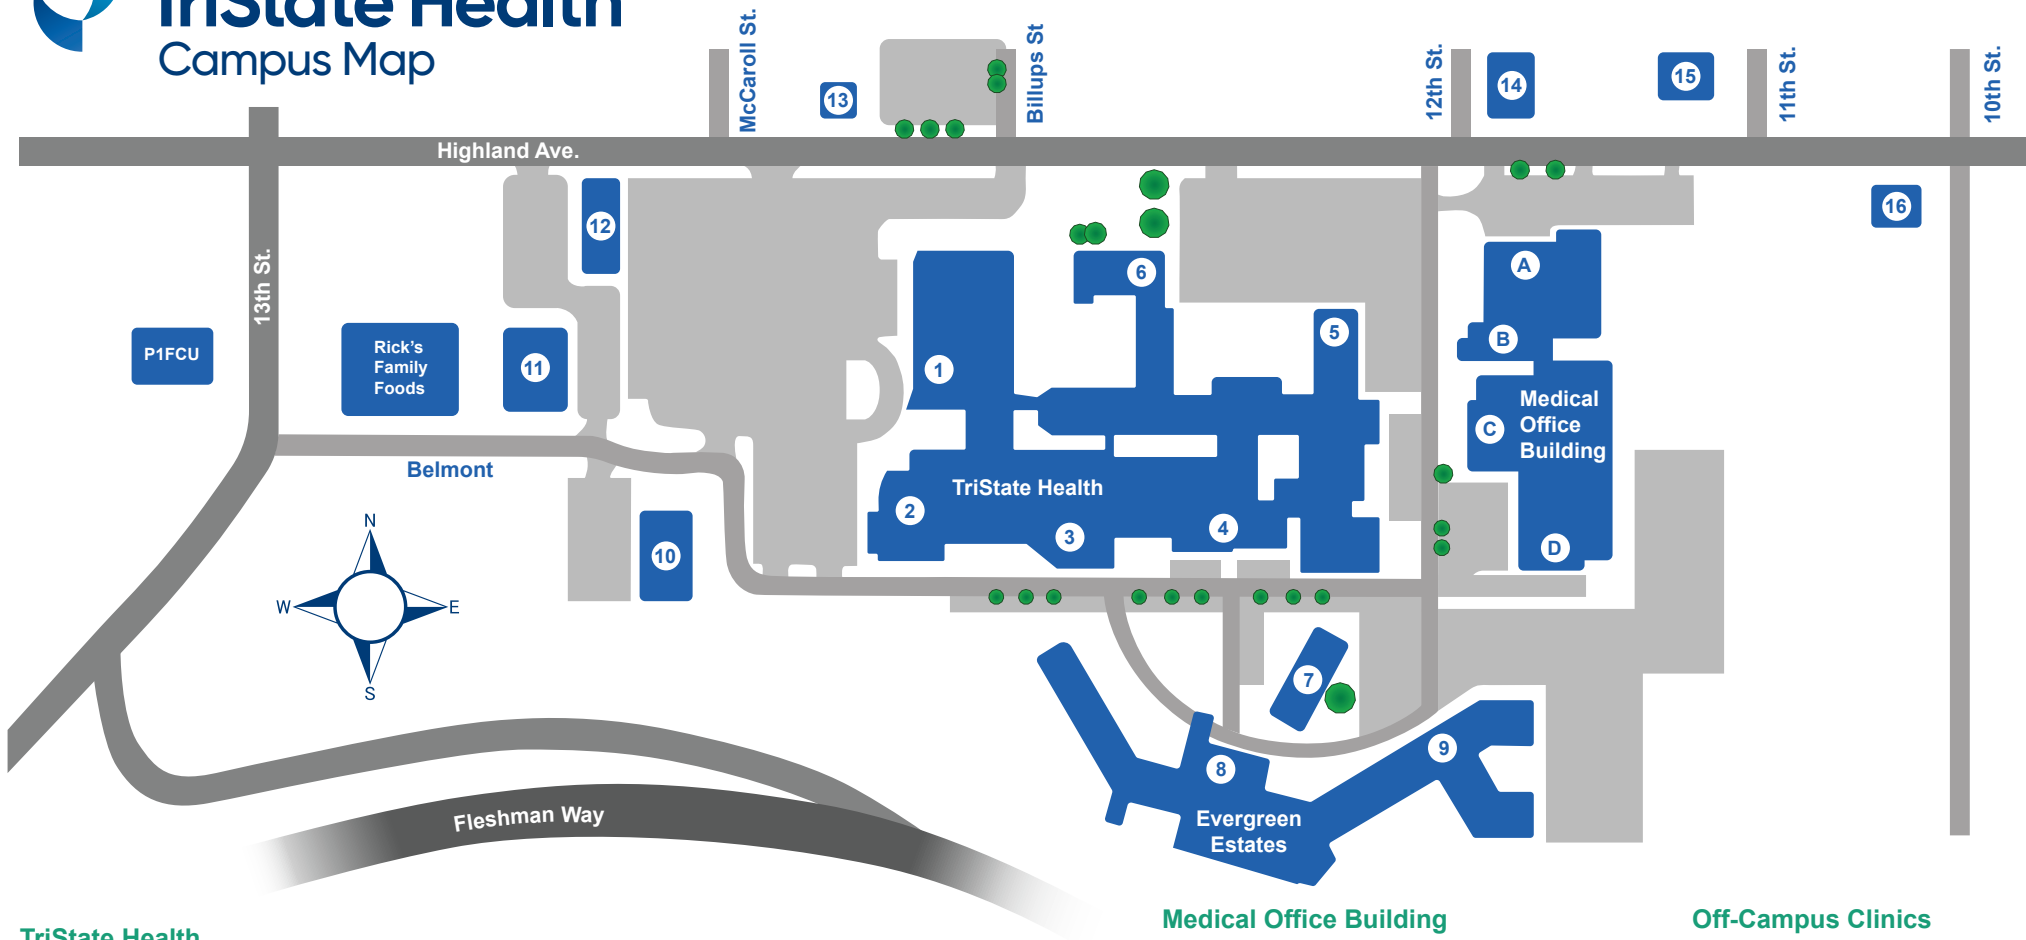 TriState Health
Campus Map
McCaroll St.
Billups St
12th St.
11th St.
10th St.
13
14
15
Highland Ave.
13th St.
12
16
6
A
5
B
P1FCU
Rick's
Family
Foods
11
1
Medical
Office
Building
C
Belmont
TriState Health
2
3
4
D
10
N
W
E
S
7
9
8
Evergreen
Estates
Fleshman Way
Medical Office Building
Off-Campus Clinics
TriState Health